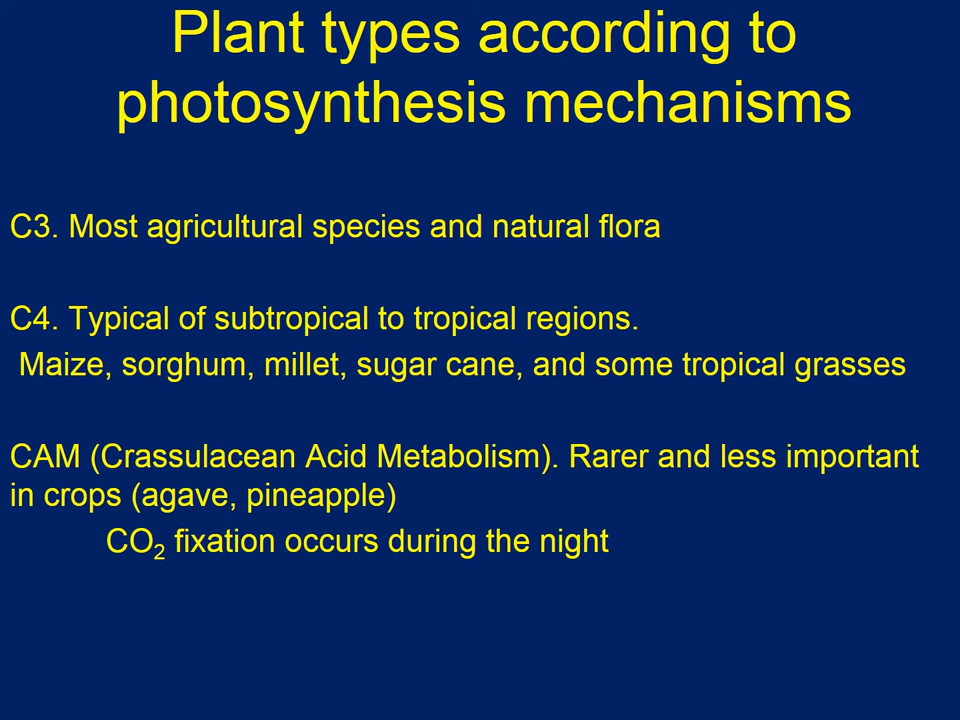 Plant types according to
photosynthesis mechanisms
C3. Most agricultural species and natural flora
C4. Typical of subtropical to tropical regions.
Maize, sorghum, millet, sugar cane, and some tropical grasses
CAM (Crassulacean Acid Metabolism). Rarer and less important
in crops (agave, pineapple)
CO₂ fixation occurs during the night